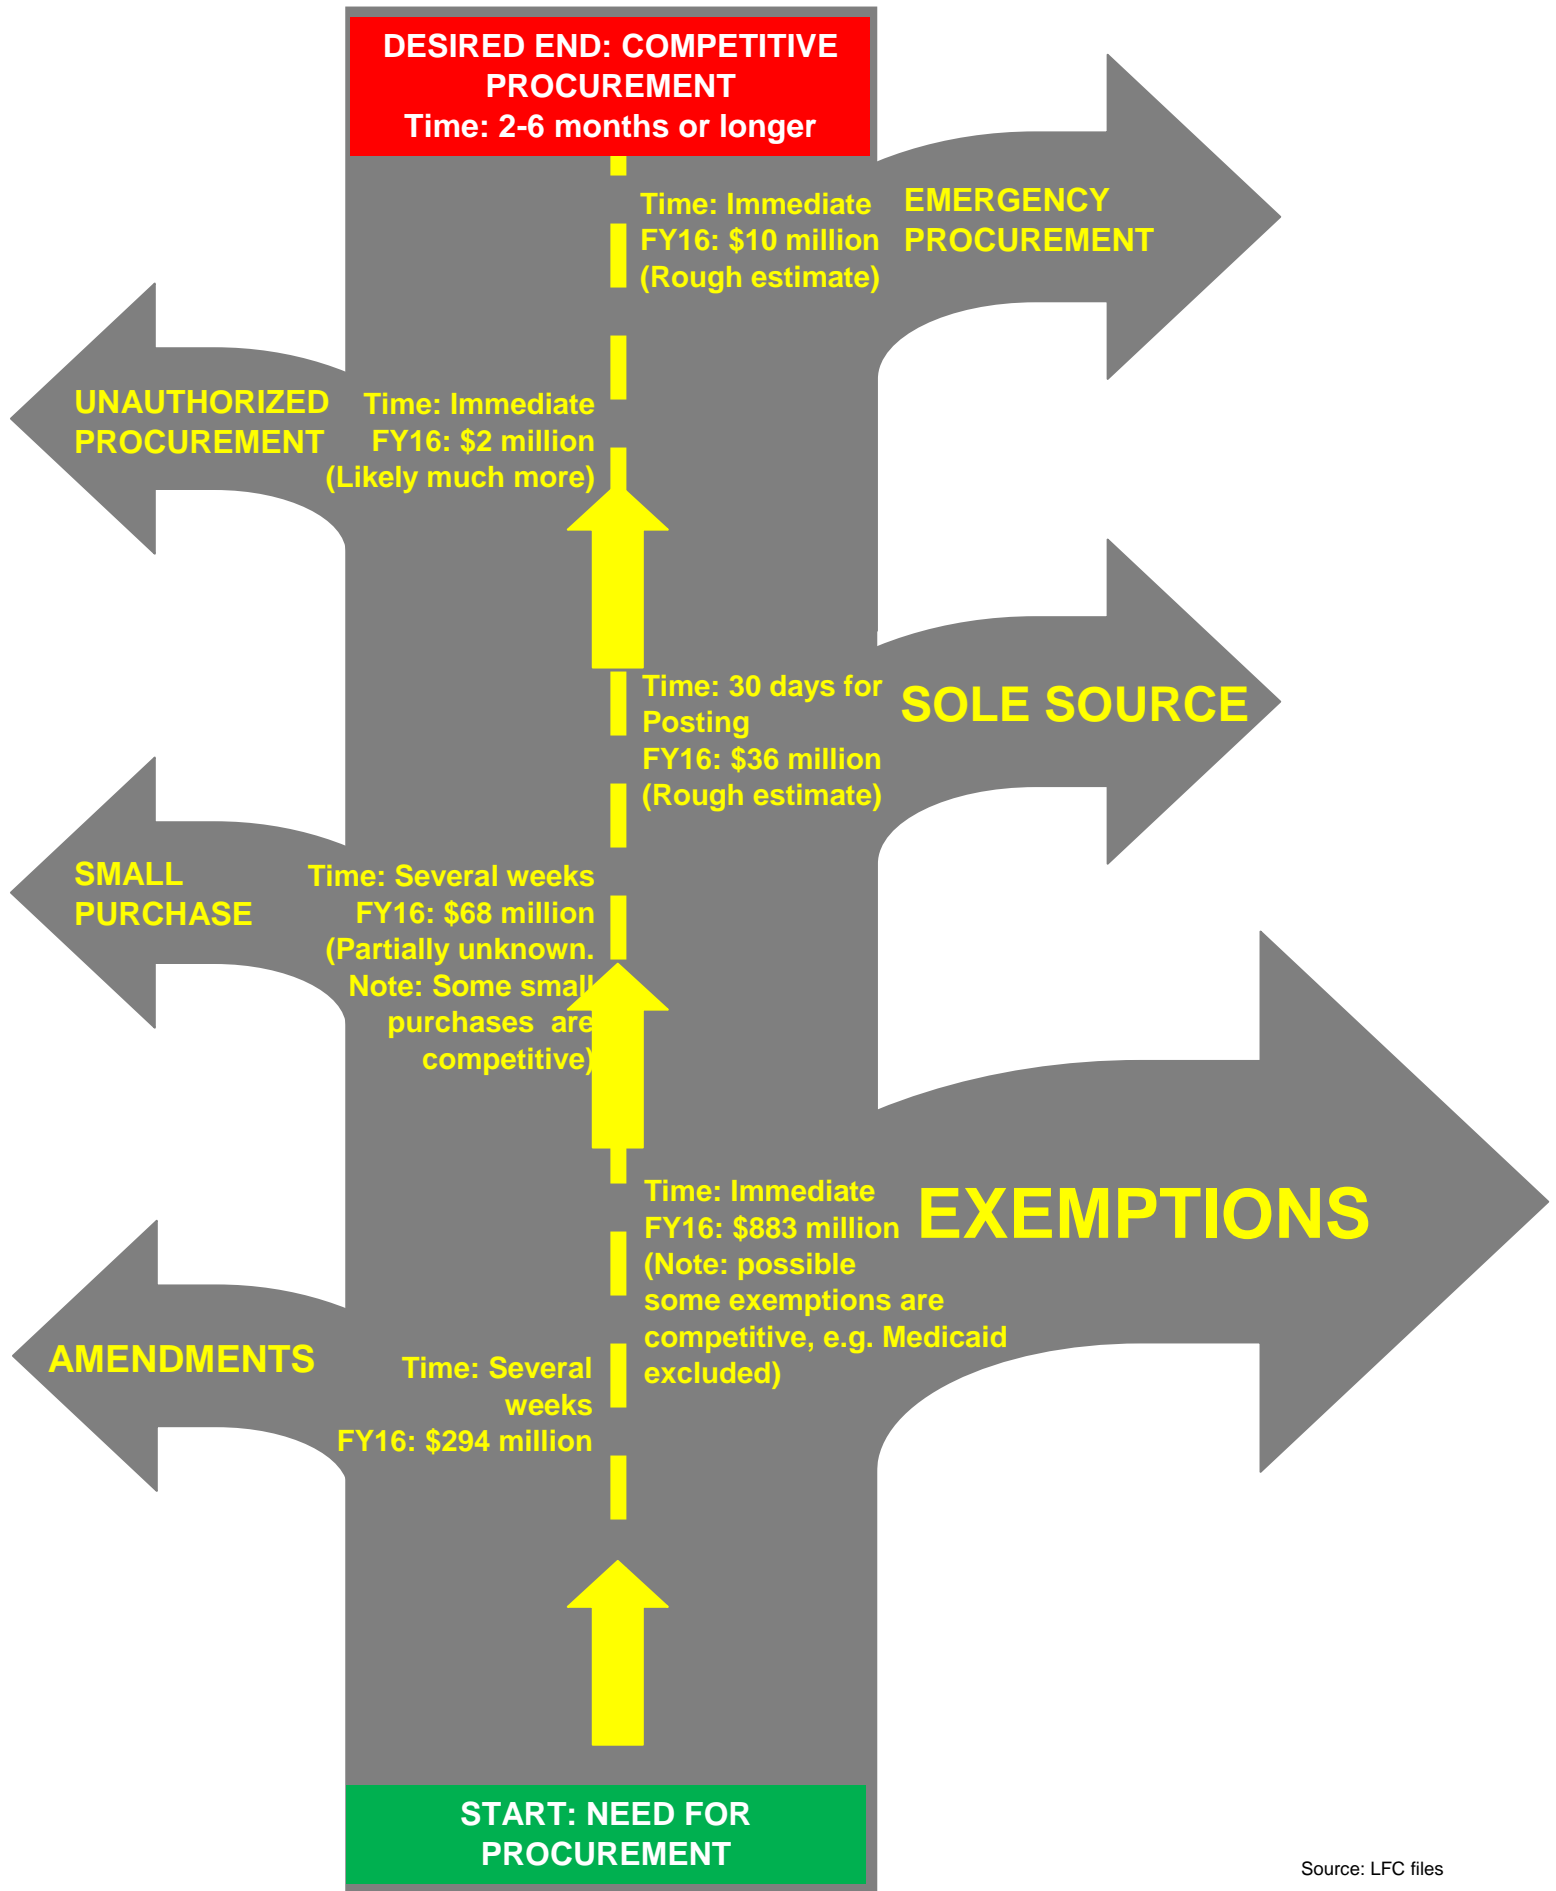 DESIRED END: COMPETITIVE
PROCUREMENT
Time: 2-6 months or longer
Time: Immediate
FY16: $10 million
(Rough estimate)
EMERGENCY
PROCUREMENT
UNAUTHORIZED
PROCUREMENT
Time: Immediate
FY16: $2 million
(Likely much more)
Time: 30 days for
Posting
FY16: $36 million
(Rough estimate)
SOLE SOURCE
SMALL
PURCHASE
Time: Several weeks
FY16: $68 million
(Partially unknown.
Note: Some small
purchases are
competitive)
Time: Immediate
FY16: $883 million
(Note: possible
some exemptions are
competitive, e.g. Medicaid
excluded)
EXEMPTIONS
AMENDMENTS
Time: Several
weeks
FY16: $294 million
START: NEED FOR
PROCUREMENT
Source: LFC files